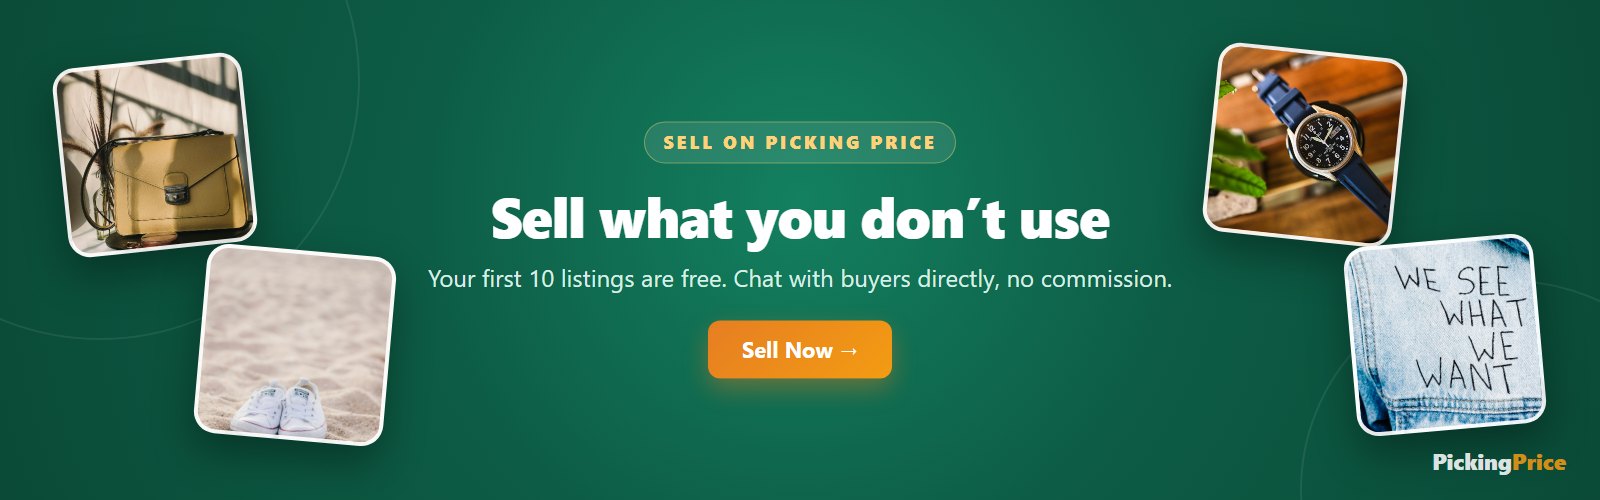 SELL ON PICKING PRICE
Sell what you don´t use
Your first 10 listings are free. Chat with buyers directly, no commission.
Sell Now →
WE SEE
WHAT
WE
WANT
PickingPrice